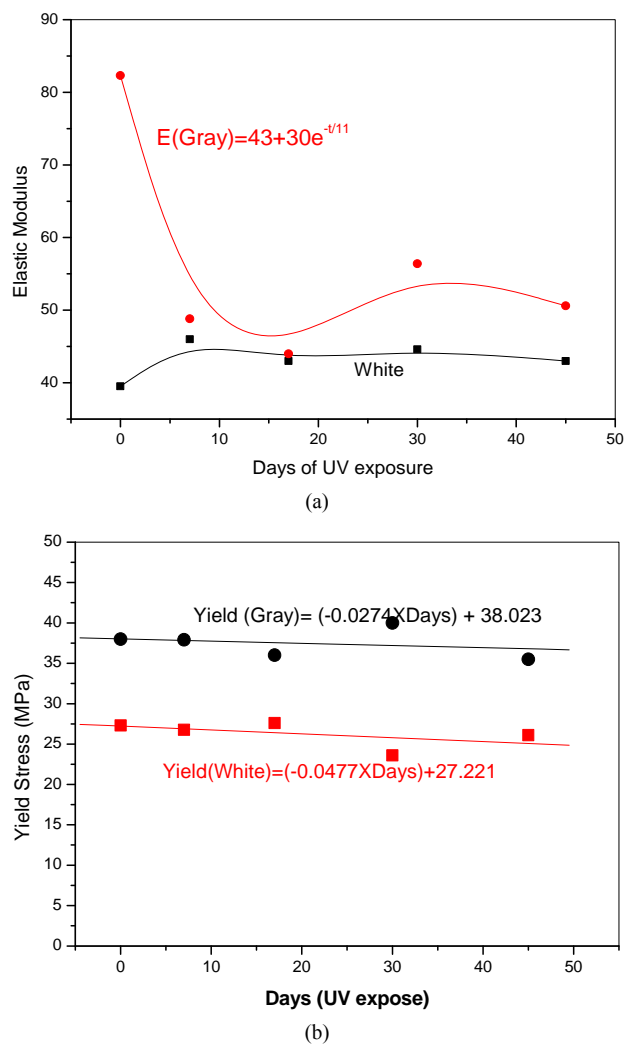 90
80
70
60
50
40
0
10
20
30
40
50
Elastic Modulus
Days of UV exposure
E(Gray)=43+30e^-t/11
White
(a)
50
45
40
35
30
25
20
15
10
5
0
0
10
20
30
40
50
Yield Stress (MPa)
Days (UV expose)
Yield (Gray)= (-0.0274XDays) + 38.023
Yield(White)=(-0.0477XDays)+27.221
(b)